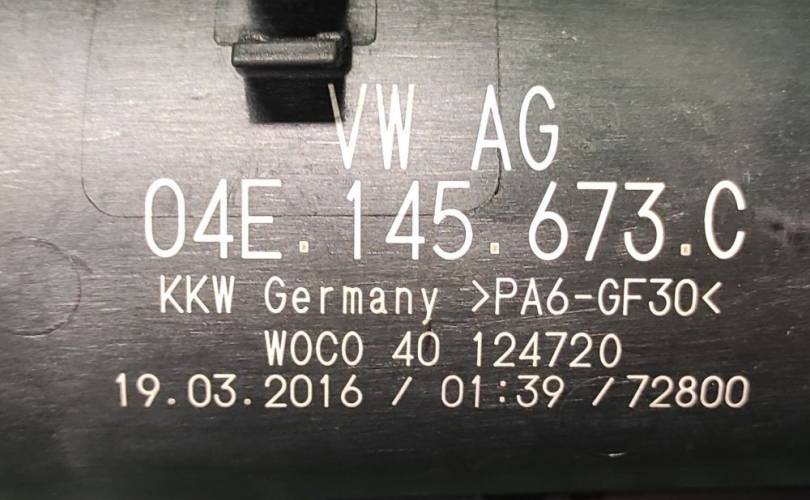 VW AG
04E.145.673.C
KKW Germany >PA6-GF30<
WOCO 40 124720
19.03.2016 / 01:39 /72800